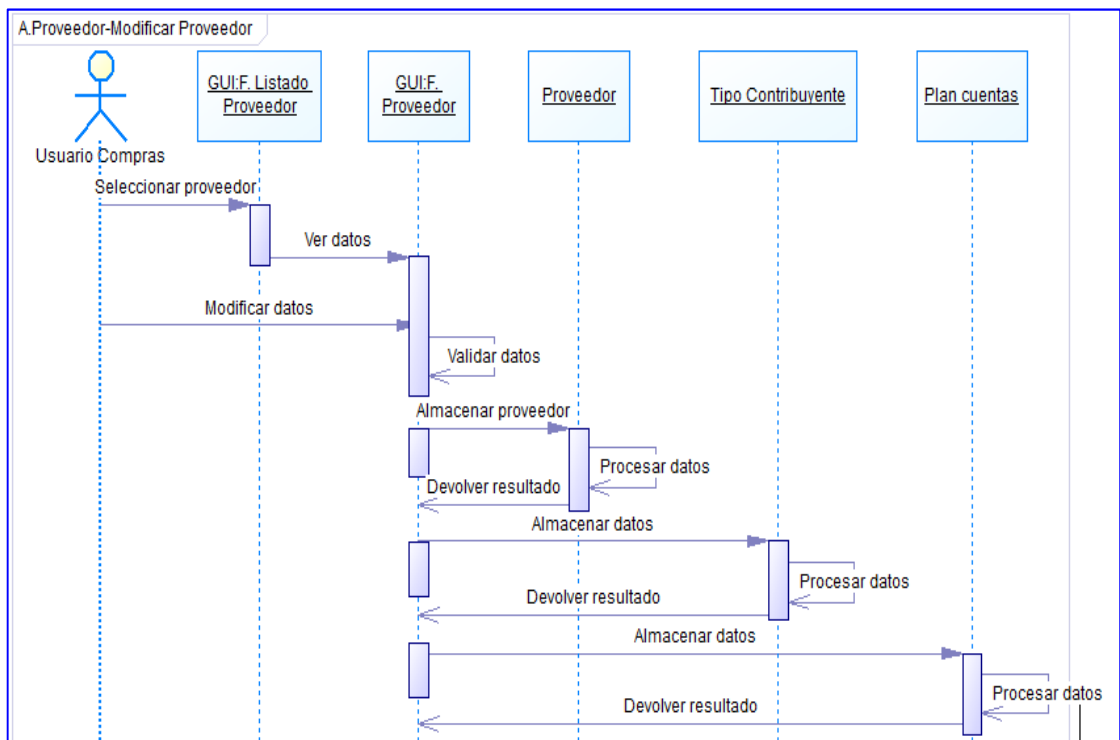 A.Proveedor-Modificar Proveedor
GUI:F. Listado
Proveedor
GUI:F.
Proveedor
Proveedor
Tipo Contribuyente
Plan cuentas
Usuario Compras
Seleccionar proveedor
Ver datos
Modificar datos
Validar datos
Almacenar proveedor
Procesar datos
Devolver resultado
Almacenar datos
Procesar datos
Devolver resultado
Almacenar datos
Procesar datos
Devolver resultado